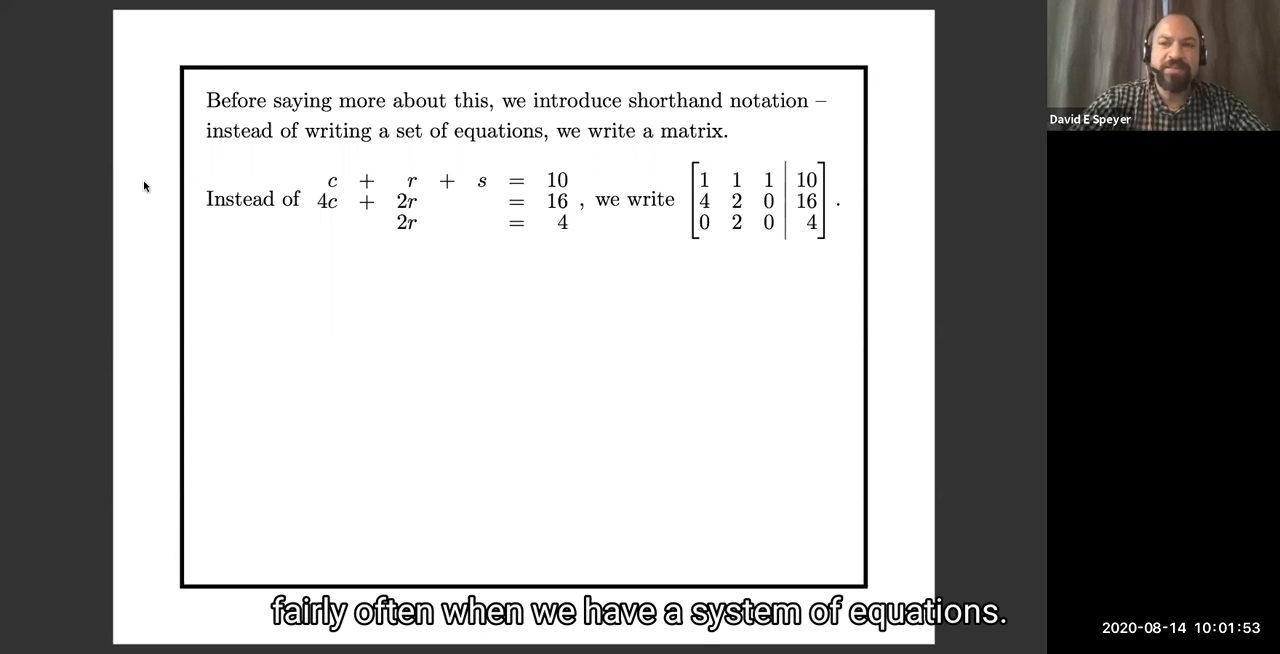 Before saying more about this, we introduce shorthand notation –
instead of writing a set of equations, we write a matrix.
c + r + s = 10
Instead of 4c + 2r = 16 , we write
2r = 4
1 1 1 | 10
4 2 0 | 16
0 2 0 | 4 .
fairly often when we have a system of equations.
David E Speyer
2020-08-14 10:01:53